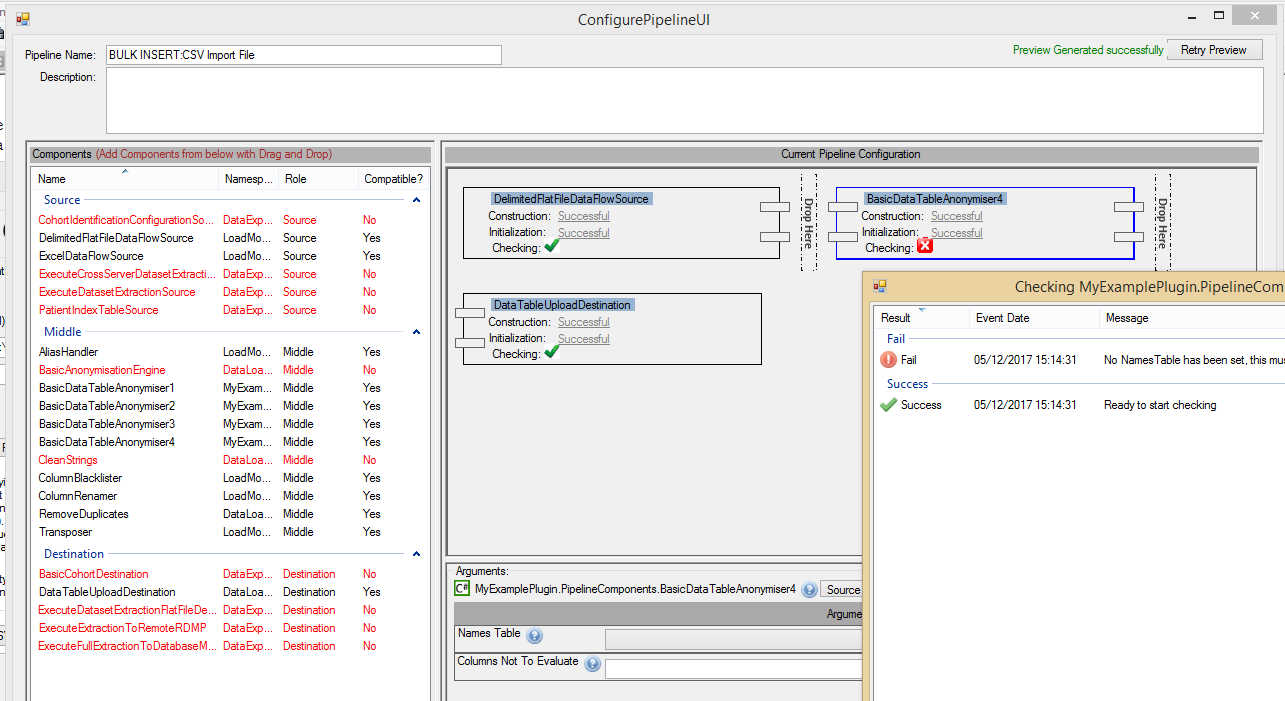 ConfigurePipelineUI
Pipeline Name: BULK INSERT:CSV Import File
Preview Generated successfully Retry Preview
Description:
Components (Add Components from below with Drag and Drop)
Name Namesp... Role Compatible?
Source
CohortIdentificationConfigurationSo... DataExp... Source No
DelimitedFlatFileDataFlowSource LoadMo... Source Yes
ExcelDataFlowSource LoadMo... Source Yes
ExecuteCrossServerDatasetExtracti... DataExp... Source No
ExecuteDatasetExtractionSource DataExp... Source No
PatientIndexTableSource DataExp... Source No
Middle
AliasHandler LoadMo... Middle Yes
BasicAnonymisationEngine DataLoa... Middle No
BasicDataTableAnonymiser1 MyExam... Middle Yes
BasicDataTableAnonymiser2 MyExam... Middle Yes
BasicDataTableAnonymiser3 MyExam... Middle Yes
BasicDataTableAnonymiser4 MyExam... Middle Yes
CleanStrings DataLoa... Middle No
ColumnBlacklister LoadMo... Middle Yes
ColumnRenamer LoadMo... Middle Yes
RemoveDuplicates DataLoa... Middle Yes
Transposer LoadMo... Middle Yes
Destination
BasicCohortDestination DataExp... Destination No
DataTableUploadDestination DataLoa... Destination Yes
ExecuteDatasetExtractionFlatFileDe... DataExp... Destination No
ExecuteExtractionToRemoteRDMP DataExp... Destination No
ExecuteFullExtractionToDatabaseM... DataExp... Destination No
Current Pipeline Configuration
DelimitedFlatFileDataFlowSource
Construction: Successful
Initialization: Successful
Checking:
Drop Here
BasicDataTableAnonymiser4
Construction: Successful
Initialization: Successful
Checking:
Drop Here
DataTableUploadDestination
Construction: Successful
Initialization: Successful
Checking:
Arguments:
C# MyExamplePlugin.PipelineComponents.BasicDataTableAnonymiser4 ? Source
Argume
Names Table ?
Columns Not To Evaluate ?
Checking MyExamplePlugin.PipelineCom
Result Event Date Message
Fail
Fail 05/12/2017 15:14:31 No NamesTable has been set, this mus
Success
Success 05/12/2017 15:14:31 Ready to start checking